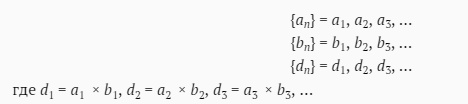 {aₙ} = a₁, a₂, a₃, ...
{bₙ} = b₁, b₂, b₃, ...
{dₙ} = d₁, d₂, d₃, ...
где d₁ = a₁ × b₁, d₂ = a₂ × b₂, d₃ = a₃ × b₃, ...